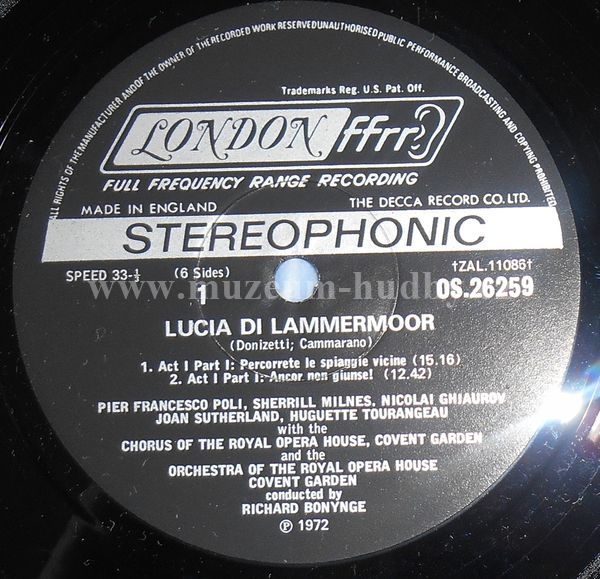 ALL RIGHTS OF THE MANUFACTURER AND OF THE OWNER OF THE RECORDED WORK RESERVED UNAUTHORISED PUBLIC PERFORMANCE BROADCASTING AND COPYING PROHIBITED
Trademarks Reg. U.S. Pat. Off.
LONDON ffrr
FULL FREQUENCY RANGE RECORDING
MADE IN ENGLAND THE DECCA RECORD CO. LTD.
STEREOPHONIC
SPEED 33-⅓ (6 Sides) †ZAL.11086†
1 OS.26259
www.muzeum-hudby
LUCIA DI LAMMERMOOR
(Donizetti; Cammarano)
1. Act I Part I: Percorrete le spiaggie vicine (15.16)
2. Act I Part I: Ancor non giunse! (12.42)
PIER FRANCESCO POLI, SHERRILL MILNES, NICOLAI GHIAUROV
JOAN SUTHERLAND, HUGUETTE TOURANGEAU
with the
CHORUS OF THE ROYAL OPERA HOUSE, COVENT GARDEN
and the
ORCHESTRA OF THE ROYAL OPERA HOUSE
COVENT GARDEN
conducted by
RICHARD BONYNGE
℗ 1972